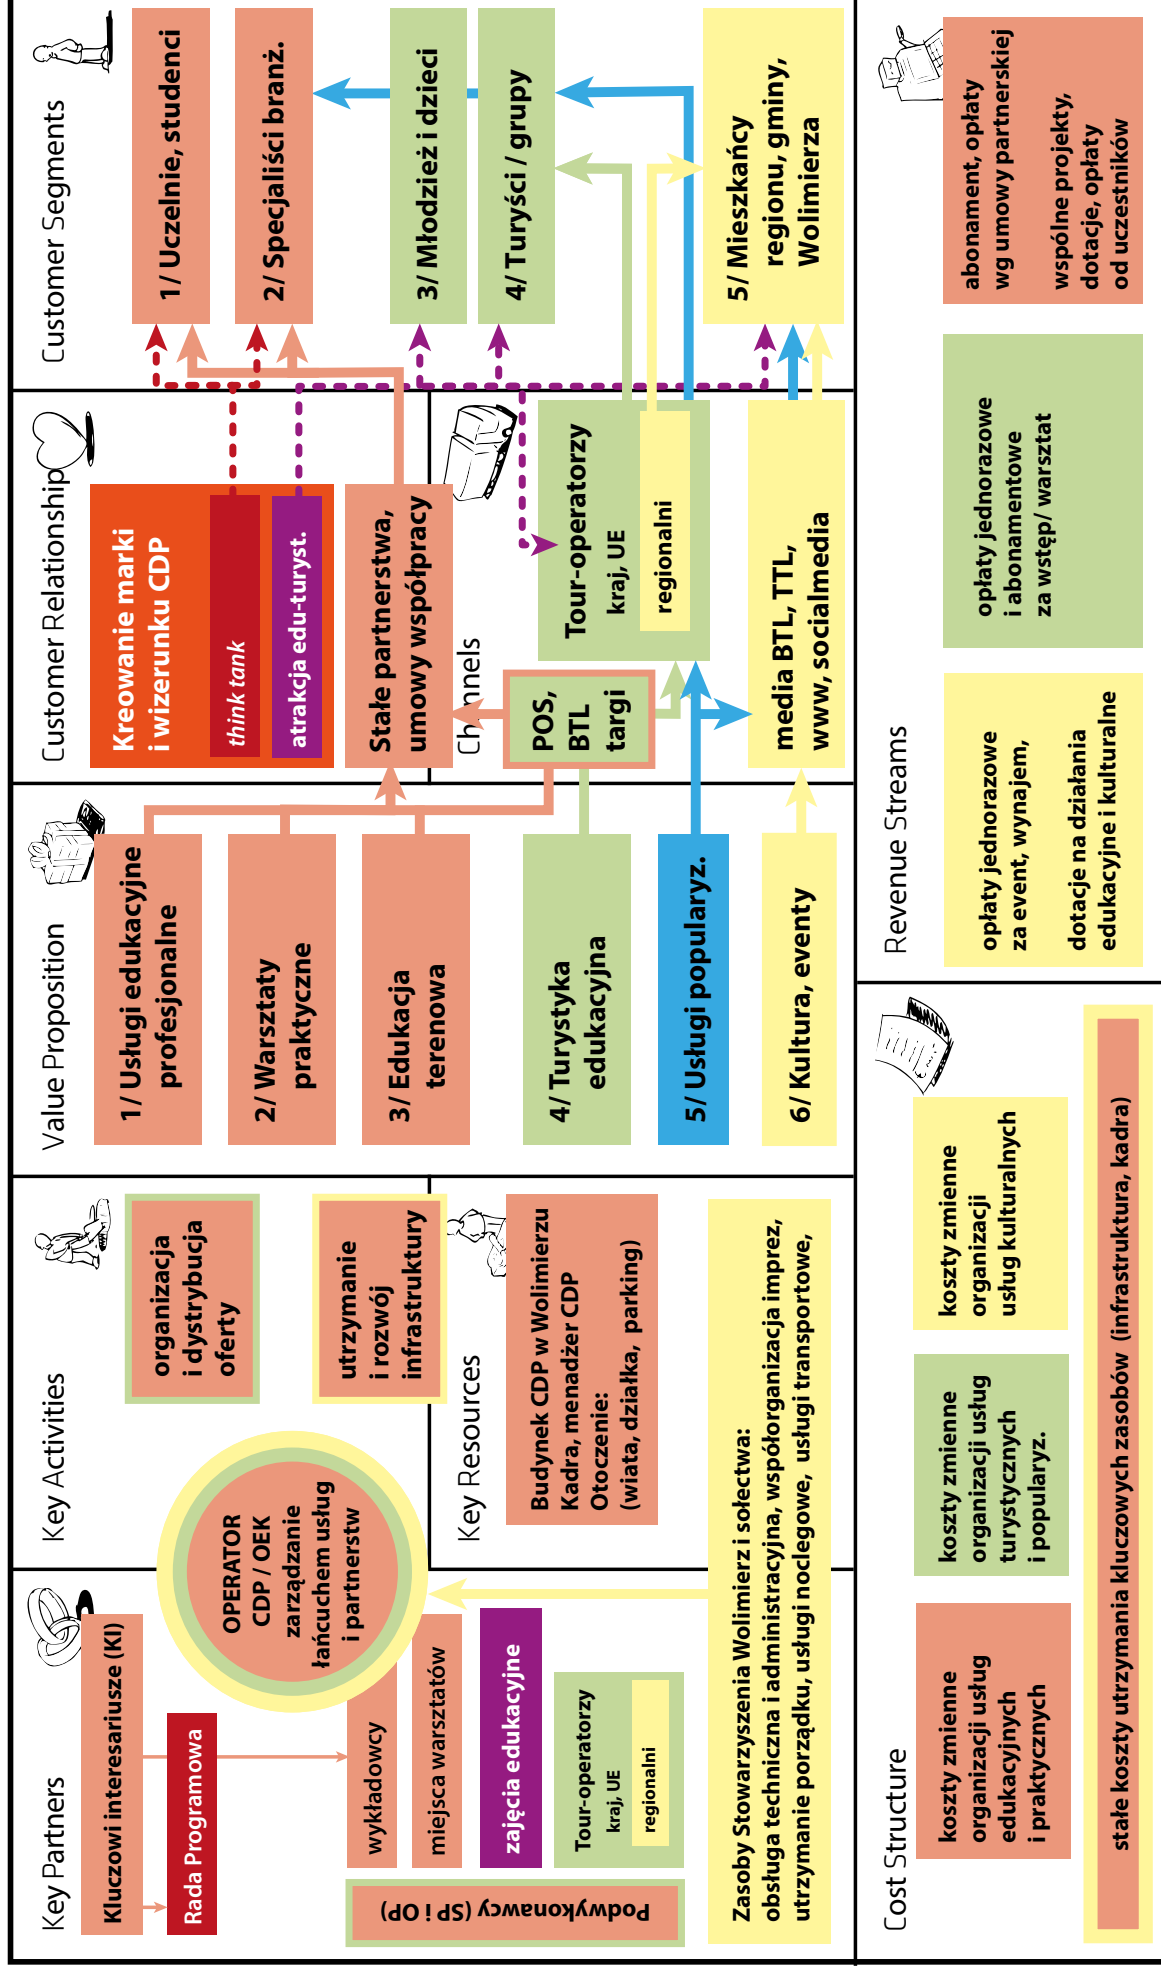 Key Partners
Kluczowi interesariusze (KI)
Rada Programowa
wykładowcy
miejsca warsztatów
zajęcia edukacyjne
Tour-operatorzy
kraj, UE
regionalni
Podwykonawcy (SP i OP)
Zasoby Stowarzyszenia Wolimierz i sołectwa:
obsługa techniczna i administracyjna, współorganizacja imprez,
utrzymanie porządku, usługi noclegowe, usługi transportowe,
OPERATOR
CDP / OEK
zarządzanie
łańcuchem usług
i partnerstw
Key Activities
organizacja
i dystrybucja
oferty
utrzymanie
i rozwój
infrastruktury
Key Resources
Budynek CDP w Wolimierzu
Kadra, menadżer CDP
Otoczenie:
(wiata, działka, parking)
Value Proposition
1/ Usługi edukacyjne
profesjonalne
2/ Warsztaty
praktyczne
3/ Edukacja
terenowa
4/ Turystyka
edukacyjna
5/ Usługi popularyz.
6/ Kultura, eventy
Customer Relationship
Kreowanie marki
i wizerunku CDP
think tank
atrakcja edu-turyst.
Stałe partnerstwa,
umowy współpracy
Channels
POS,
BTL
targi
Tour-operatorzy
kraj, UE
regionalni
media BTL, TTL,
www, socialmedia
Customer Segments
1/ Uczelnie, studenci
2/ Specjaliści branż.
3/ Młodzież i dzieci
4/ Turyści / grupy
5/ Mieszkańcy
regionu, gminy,
Wolimierza
Cost Structure
koszty zmienne
organizacji usług
edukacyjnych
i praktycznych
koszty zmienne
organizacji usług
turystycznych
i popularyz.
koszty zmienne
organizacji
usług kulturalnych
stałe koszty utrzymania kluczowych zasobów (infrastruktura, kadra)
Revenue Streams
opłaty jednorazowe
za event, wynajem,
dotacje na działania
edukacyjne i kulturalne
opłaty jednorazowe
i abonamentowe
za wstęp/ warsztat
abonament, opłaty
wg umowy partnerskiej
wspólne projekty,
dotacje, opłaty
od uczestników